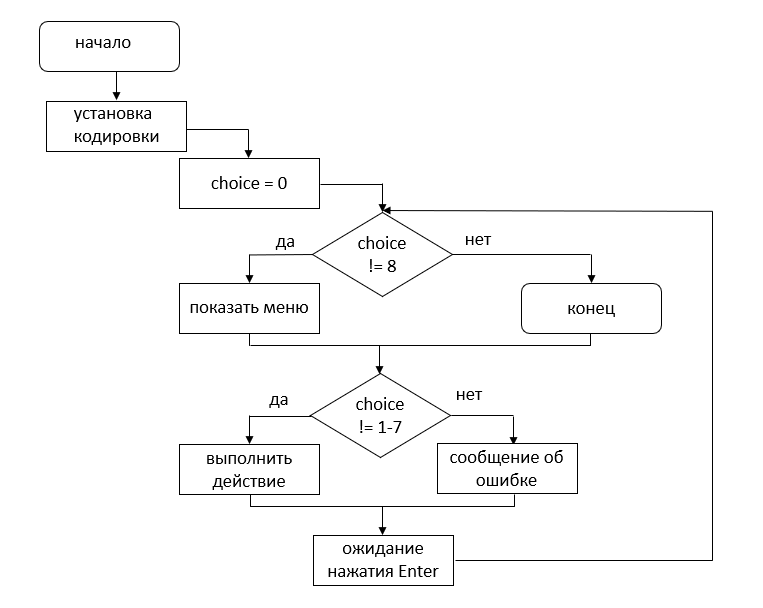 начало
установка
кодировки
choice = 0
choice
!= 8
да
нет
показать меню
конец
choice
!= 1-7
да
нет
выполнить
действие
сообщение об
ошибке
ожидание
нажатия Enter